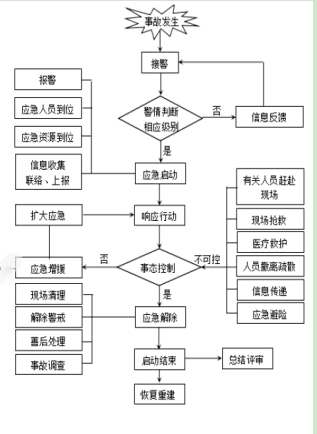 事故发生
接警
报警
应急人员到位
应急资源到位
信息收集
联络、上报
警情判断
相应级别
否
信息反馈
是
应急启动
扩大应急
响应行动
有关人员赶赴
现场
现场抢救
医疗救护
人员撤离疏散
信息传递
应急避险
应急增援
否
事态控制
不可控
是
现场清理
解除警戒
善后处理
事故调查
应急解除
启动结束
总结评审
恢复重建